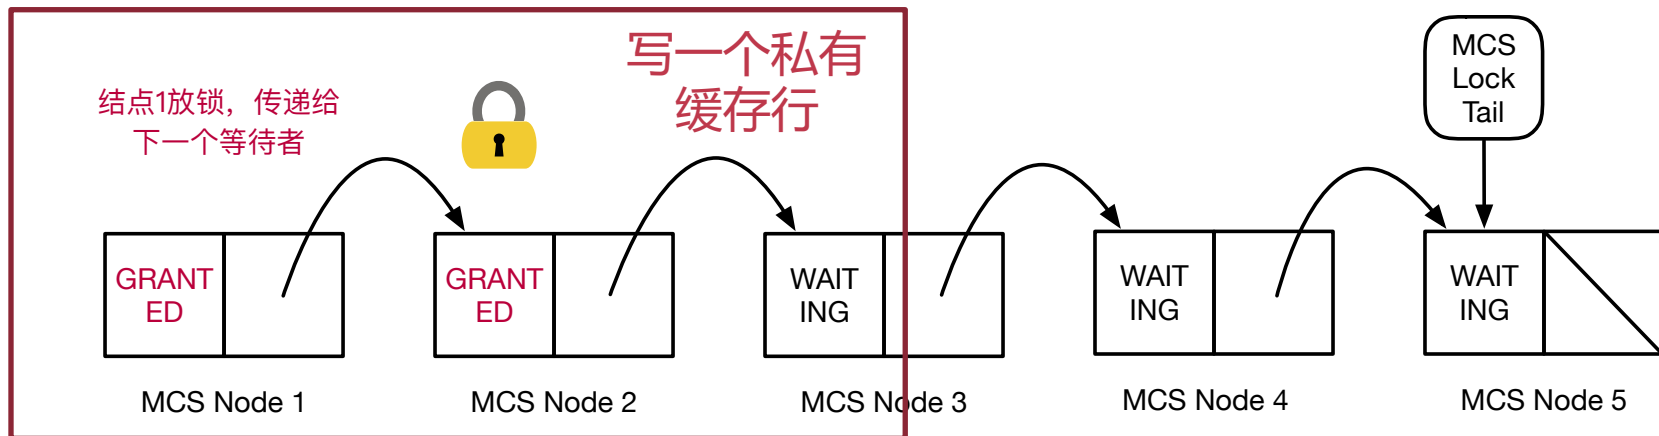 结点1放锁，传递给
下一个等待者
写一个私有
缓存行
MCS
Lock
Tail
GRANT
ED
GRANT
ED
WAIT
ING
WAIT
ING
WAIT
ING
MCS Node 1
MCS Node 2
MCS Node 3
MCS Node 4
MCS Node 5